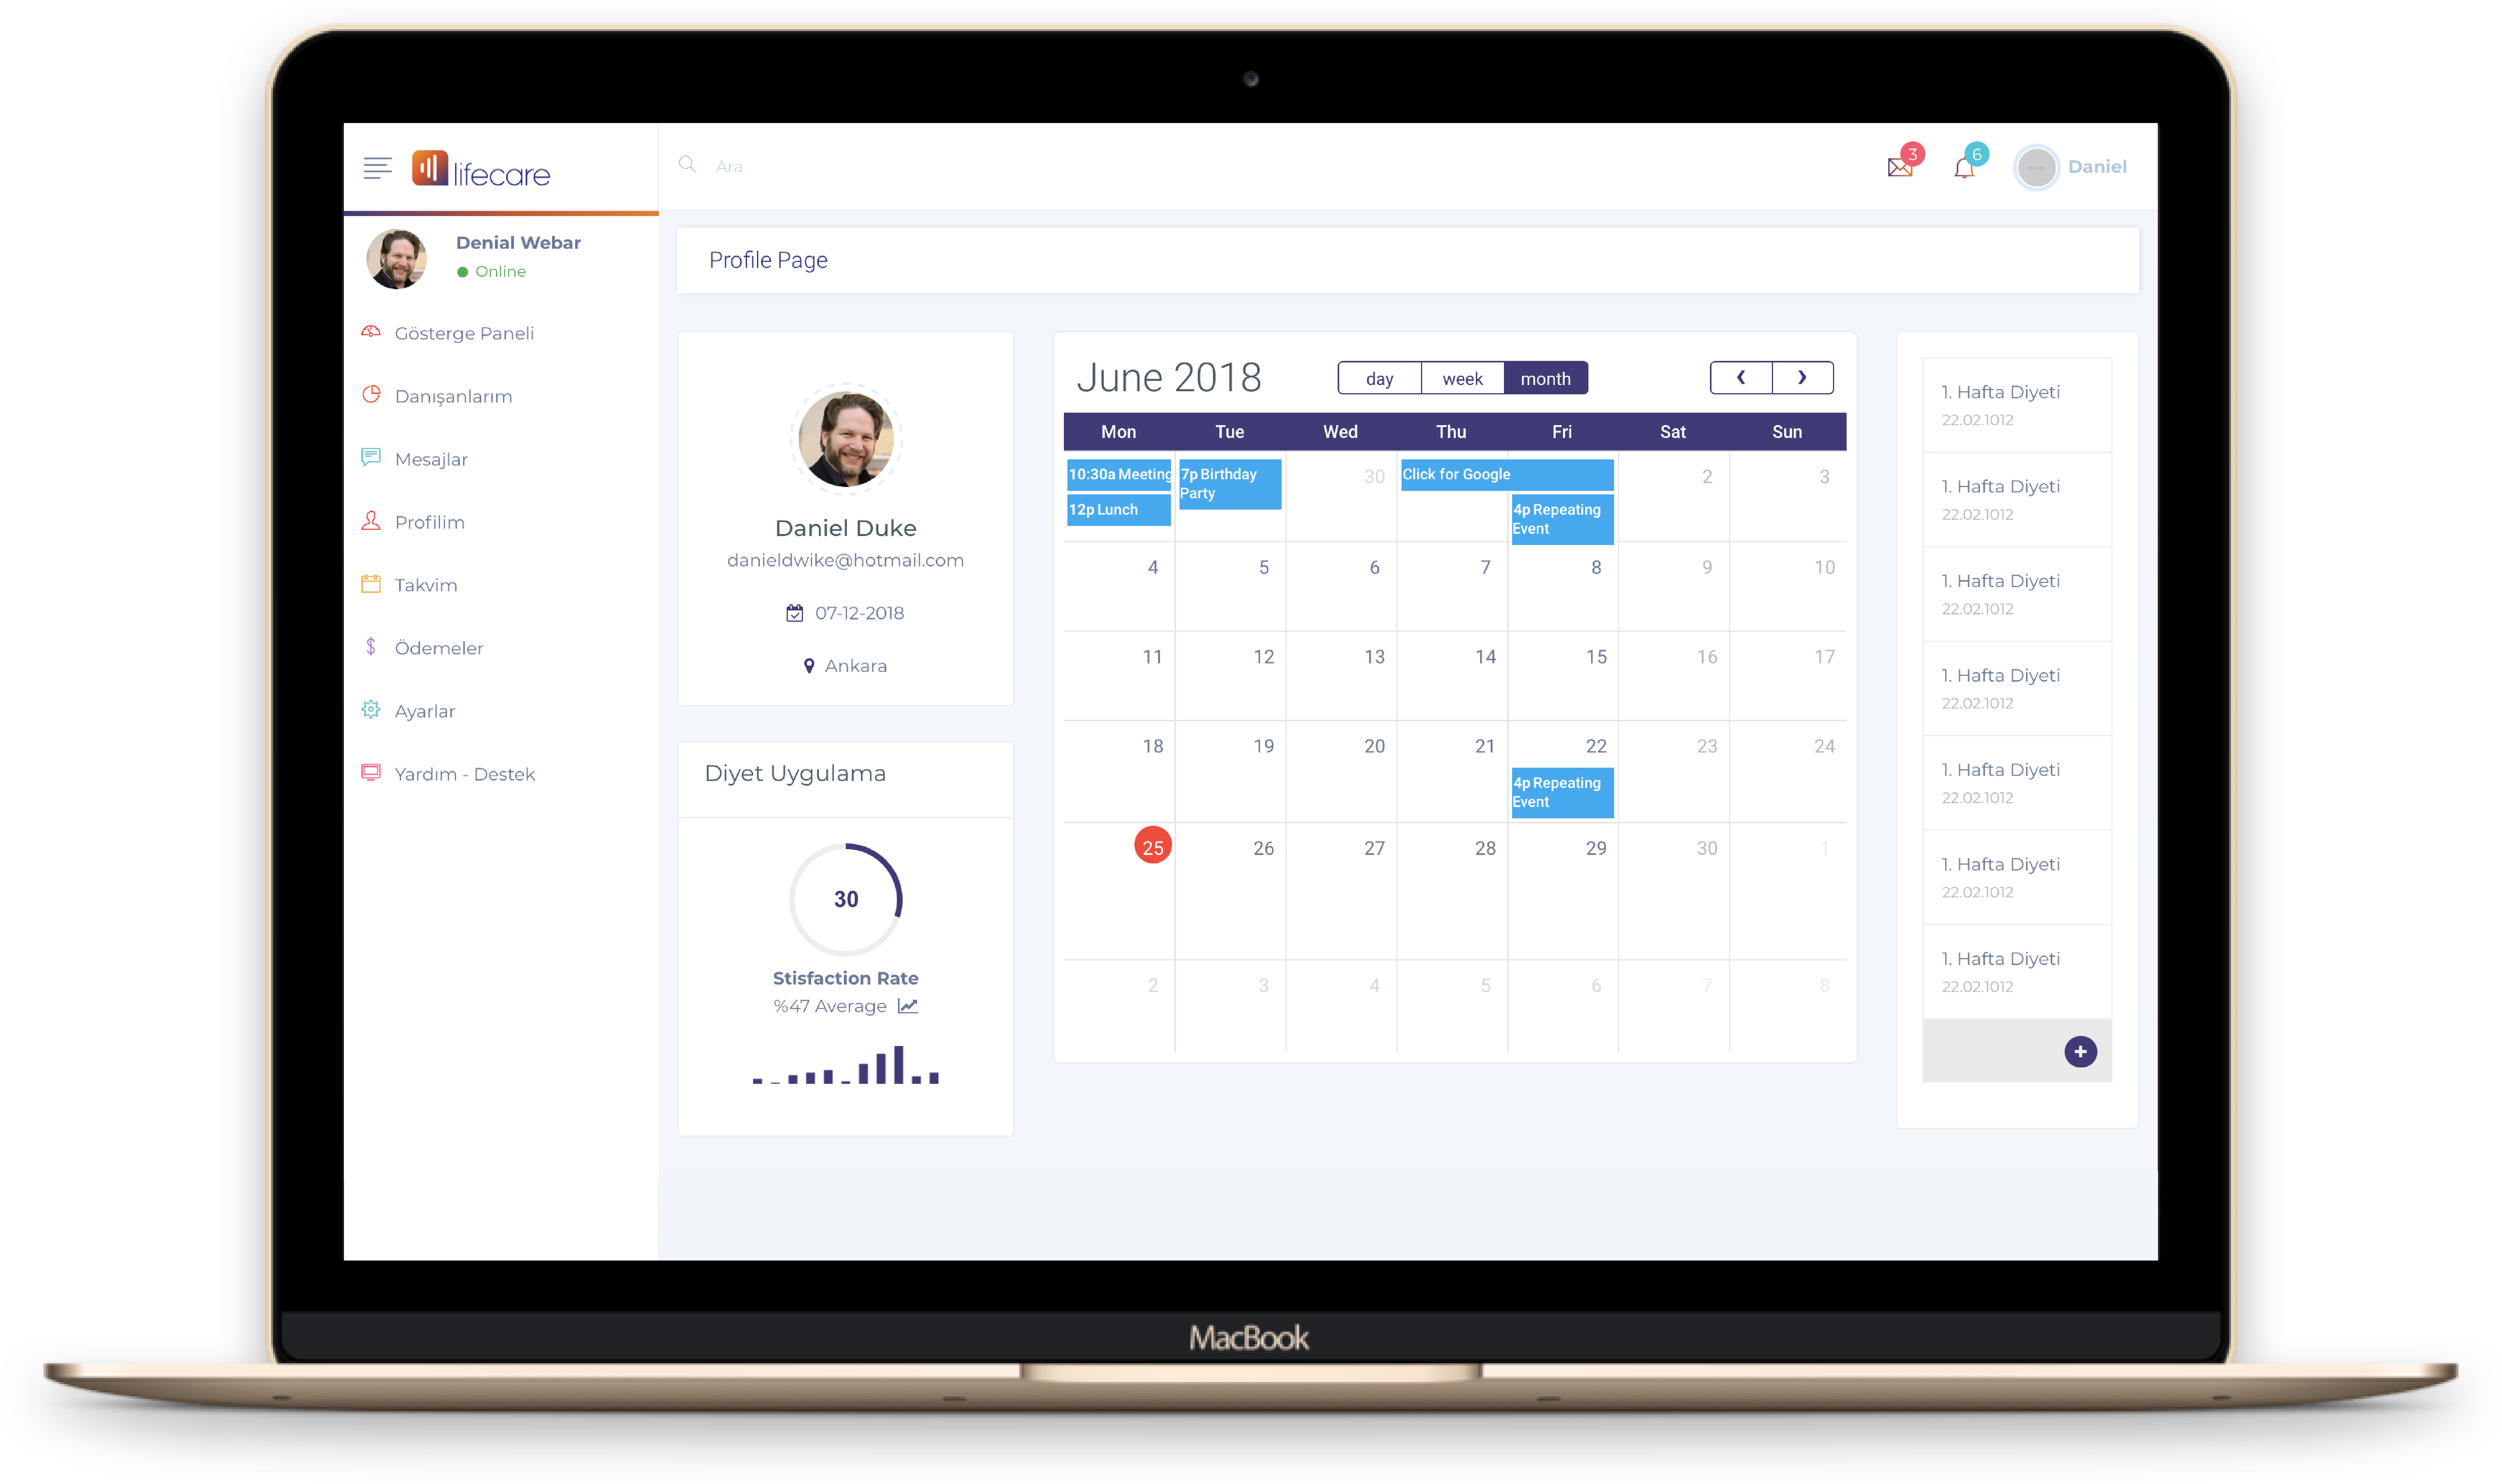 lifecare
Ara
3
6
Daniel
Denial Webar
Online
Gösterge Paneli
Danışanlarım
Mesajlar
Profilim
Takvim
Ödemeler
Ayarlar
Yardım - Destek
Profile Page
Daniel Duke
danieldwike@hotmail.com
07-12-2018
Ankara
Diyet Uygulama
30
Stisfaction Rate
%47 Average
June 2018
day week month
Mon Tue Wed Thu Fri Sat Sun
30 2 3
10:30a Meeting
12p Lunch
7p Birthday
Party
Click for Google
4p Repeating
Event
4 5 6 7 8 9 10
11 12 13 14 15 16 17
18 19 20 21 22 23 24
4p Repeating
Event
25 26 27 28 29 30 1
2 3 4 5 6 7 8
1. Hafta Diyeti
22.02.1012
1. Hafta Diyeti
22.02.1012
1. Hafta Diyeti
22.02.1012
1. Hafta Diyeti
22.02.1012
1. Hafta Diyeti
22.02.1012
1. Hafta Diyeti
22.02.1012
1. Hafta Diyeti
22.02.1012
MacBook